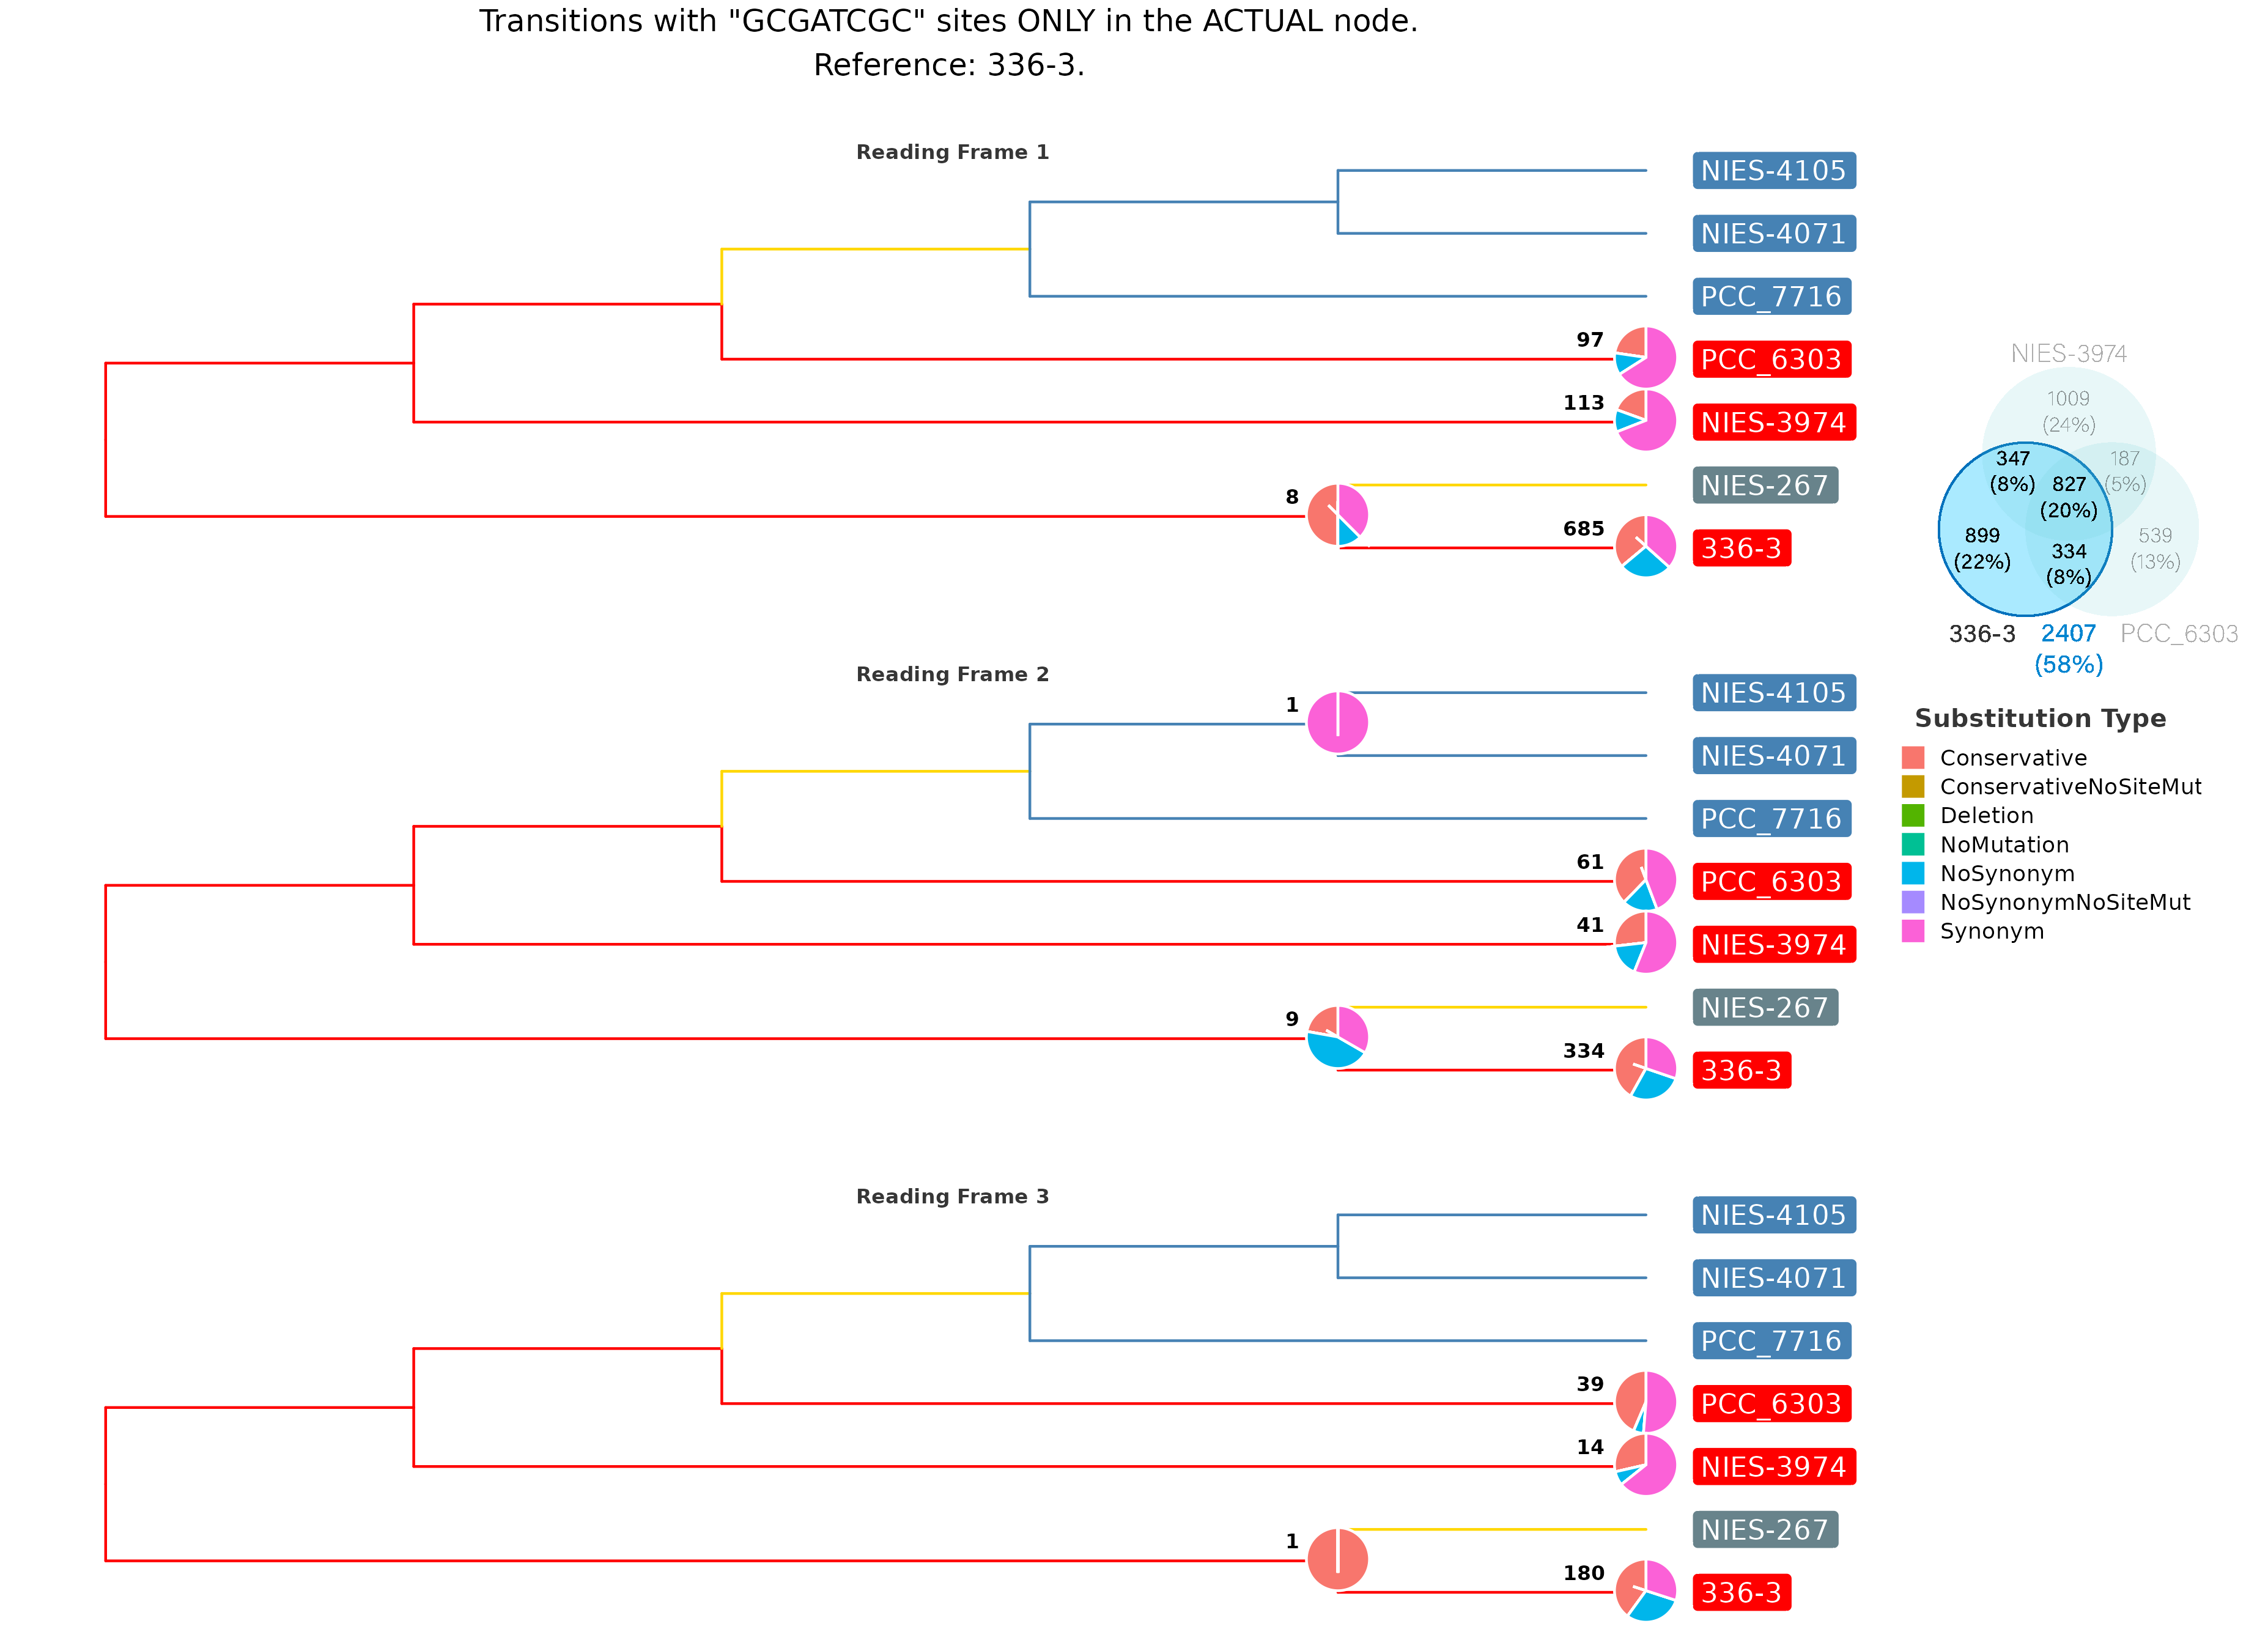 Transitions with "GCGATCGC" sites ONLY in the ACTUAL node.
Reference: 336-3.
Reading Frame 1
NIES-4105
NIES-4071
PCC_7716
97
PCC_6303
113
NIES-3974
8
NIES-267
685
336-3
Reading Frame 2
1
NIES-4105
NIES-4071
PCC_7716
61
PCC_6303
41
NIES-3974
9
NIES-267
334
336-3
Reading Frame 3
NIES-4105
NIES-4071
PCC_7716
39
PCC_6303
14
NIES-3974
1
NIES-267
180
336-3
NIES-3974
1009
(24%)
347
(8%)
187
(5%)
827
(20%)
899
(22%)
334
(8%)
539
(13%)
336-3
2407
(58%)
PCC_6303
Substitution Type
Conservative
ConservativeNoSiteMut
Deletion
NoMutation
NoSynonym
NoSynonymNoSiteMut
Synonym